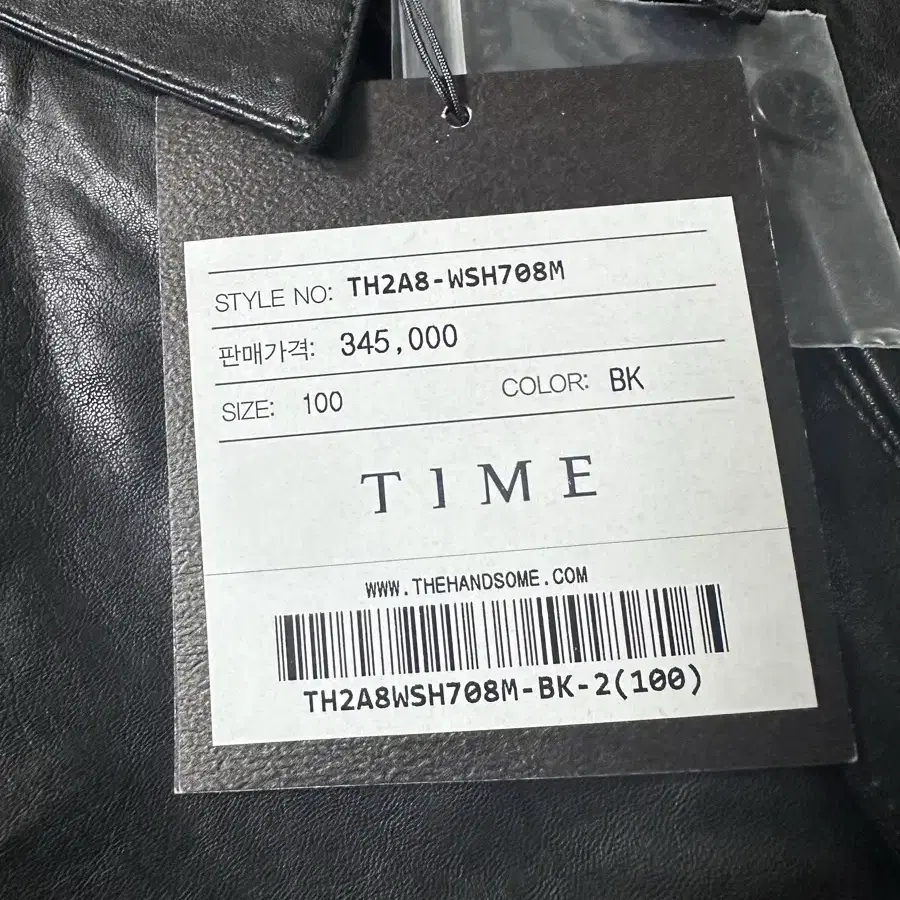 STYLE NO: TH2A8-WSH708M
판매가격: 345,000
SIZE: 100 COLOR: BK
TIME
WWW.THEHANDSOME.COM
TH2A8WSH708M-BK-2(100)